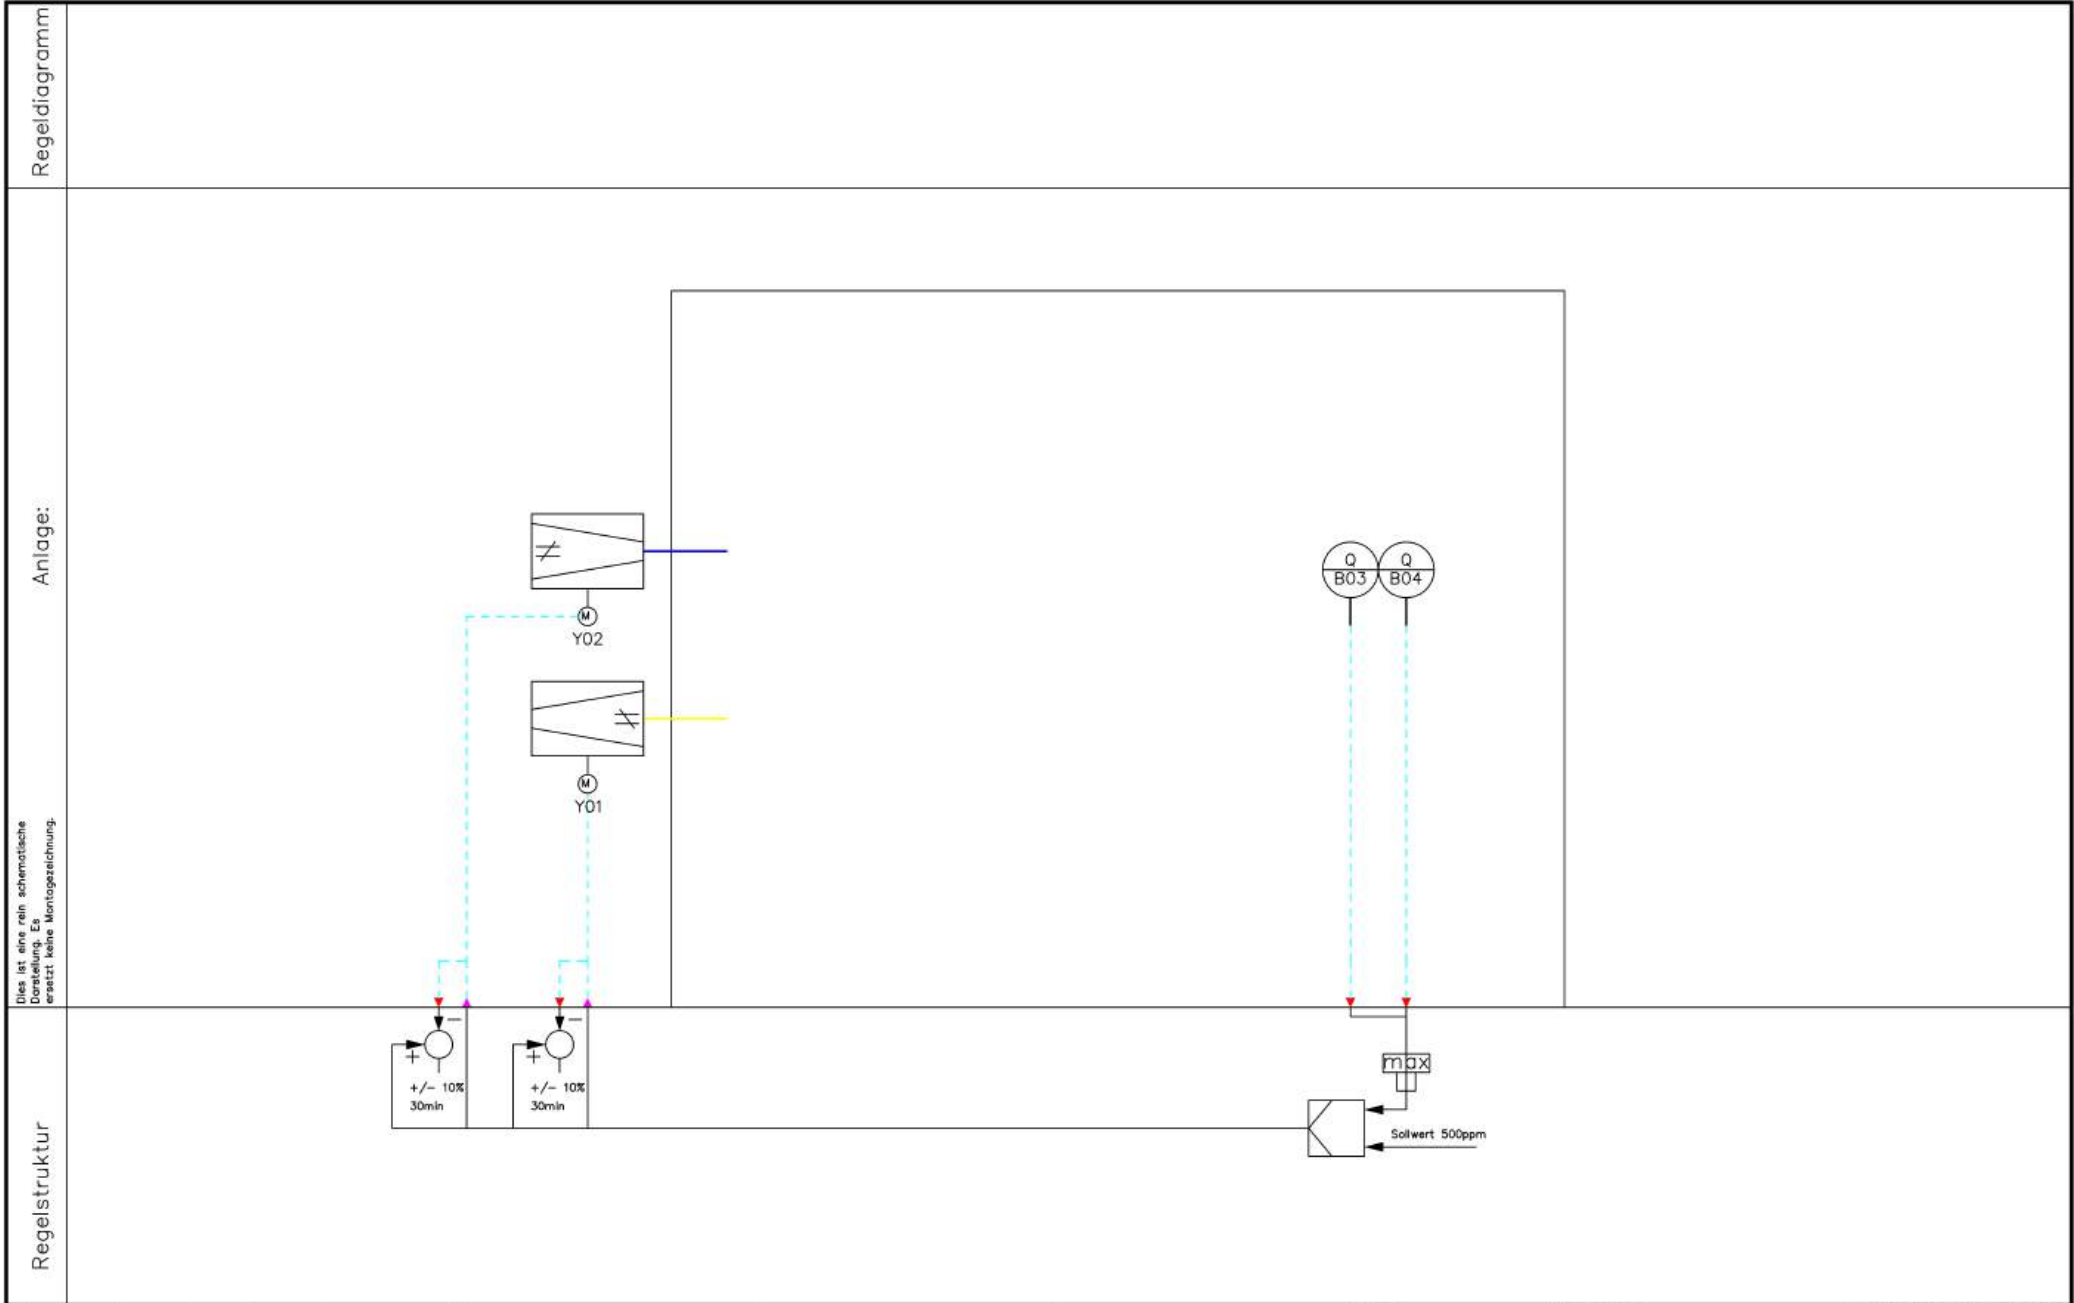 Regeldiagramm
Anlage:
Dies ist eine rein schematische
Darstellung. Es
ersetzt keine Montagezeichnung.
Regelstruktur
M
Y02
M
Y01
Q
B03
Q
B04
−
+
+/- 10%
30min
−
+
+/- 10%
30min
max
Sollwert 500ppm